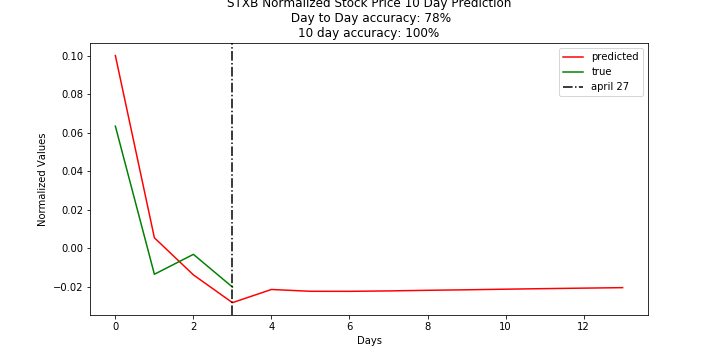 STXB Normalized Stock Price 10 Day Prediction
Day to Day accuracy: 78%
10 day accuracy: 100%
predicted
true
april 27
Normalized Values
0.10
0.08
0.06
0.04
0.02
0.00
−0.02
0
2
4
6
8
10
12
Days